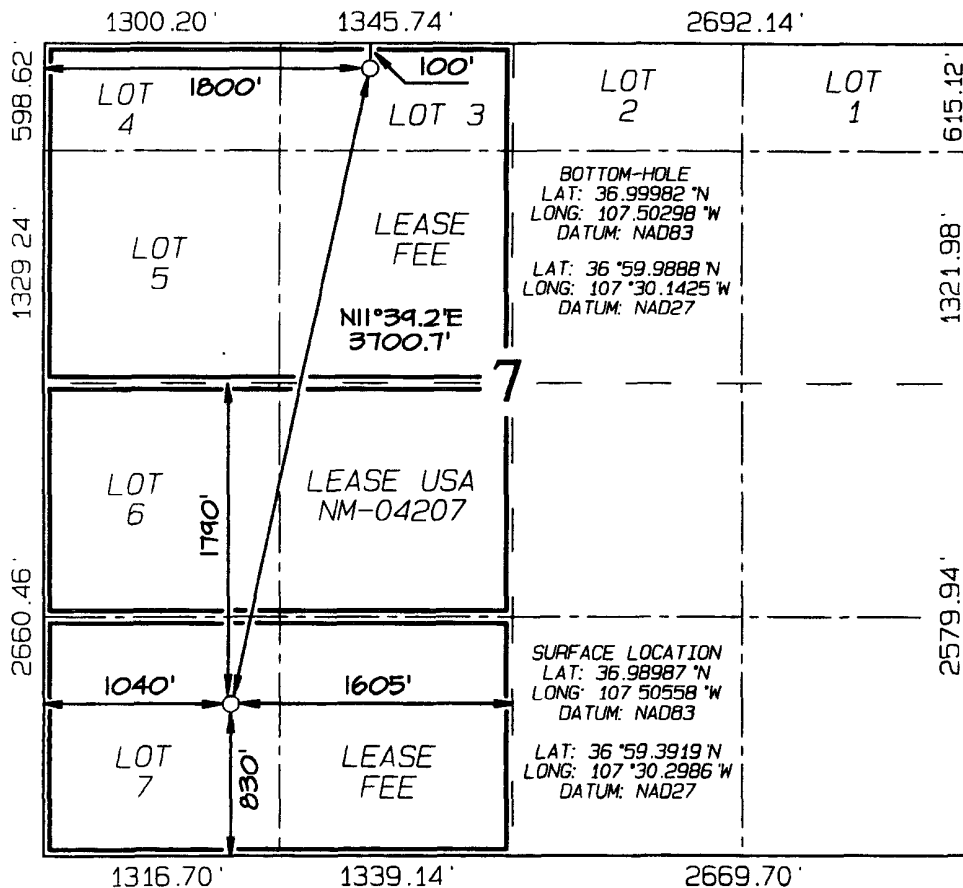 1300.20'
1345.74'
2692.14'
598.62'
1800'
100'
615.12'
LOT
4
LOT 3
LOT
2
LOT
1
1329.24'
LOT
5
LEASE
FEE
N11°39.2'E
3700.7'
BOTTOM-HOLE
LAT: 36.99982 °N
LONG: 107.50298 °W
DATUM: NAD83
LAT: 36 °59.9888 'N
LONG: 107 °30.1425 'W
DATUM: NAD27
1321.98'
7
LOT
6
1790'
LEASE USA
NM-04207
2660.46'
2579.94'
1040'
1605'
LOT
7
830'
LEASE
FEE
SURFACE LOCATION
LAT: 36.98987 °N
LONG: 107 50558 °W
DATUM: NAD83
LAT: 36 °59.3919 'N
LONG: 107 °30.2986 'W
DATUM: NAD27
1316.70'
1339.14'
2669.70'